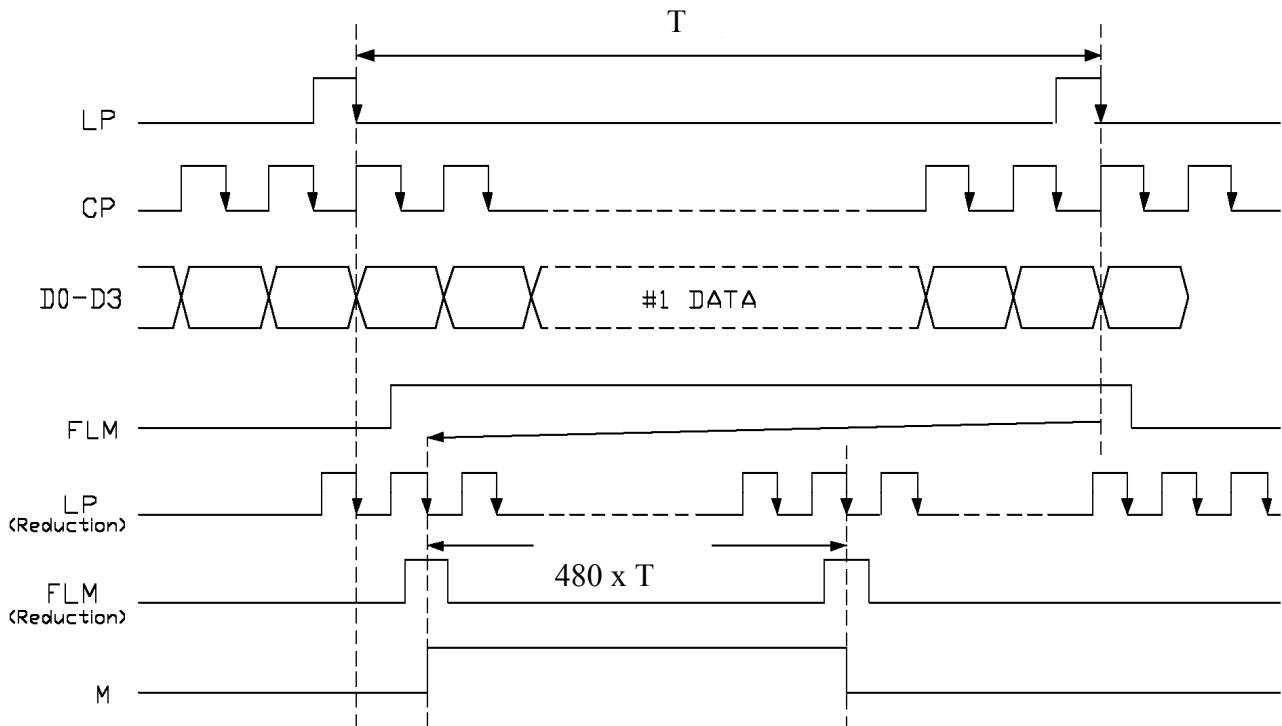 T
LP
CP
D0-D3
#1 DATA
FLM
LP
(Reduction)
480 x T
FLM
(Reduction)
M